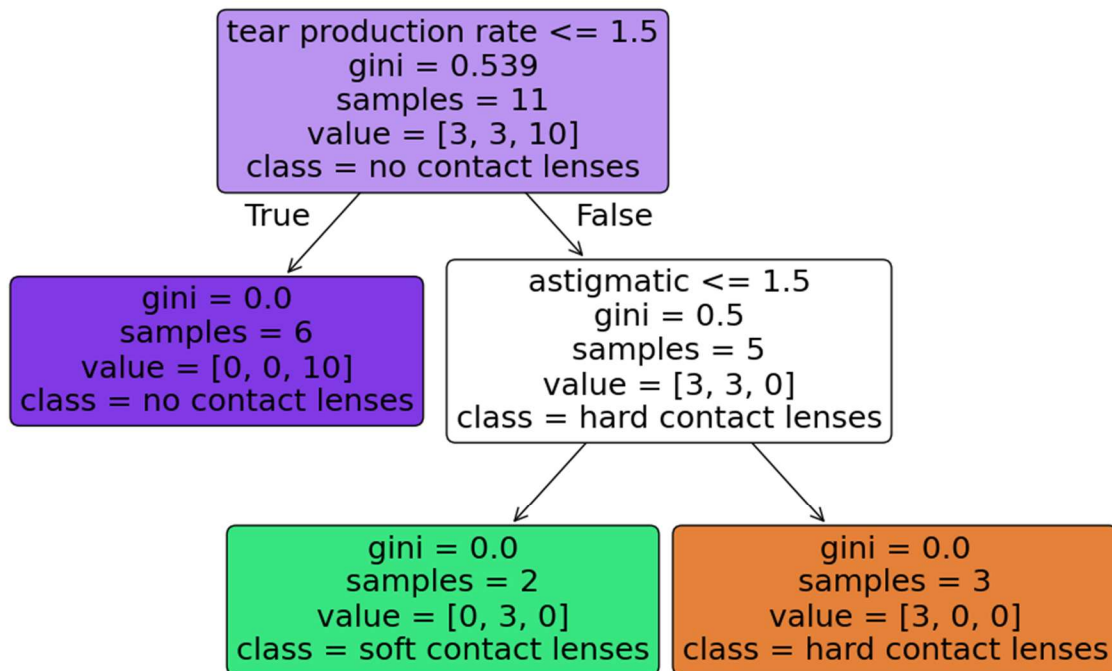 tear production rate <= 1.5
gini = 0.539
samples = 11
value = [3, 3, 10]
class = no contact lenses
True
False
gini = 0.0
samples = 6
value = [0, 0, 10]
class = no contact lenses
astigmatic <= 1.5
gini = 0.5
samples = 5
value = [3, 3, 0]
class = hard contact lenses
gini = 0.0
samples = 2
value = [0, 3, 0]
class = soft contact lenses
gini = 0.0
samples = 3
value = [3, 0, 0]
class = hard contact lenses